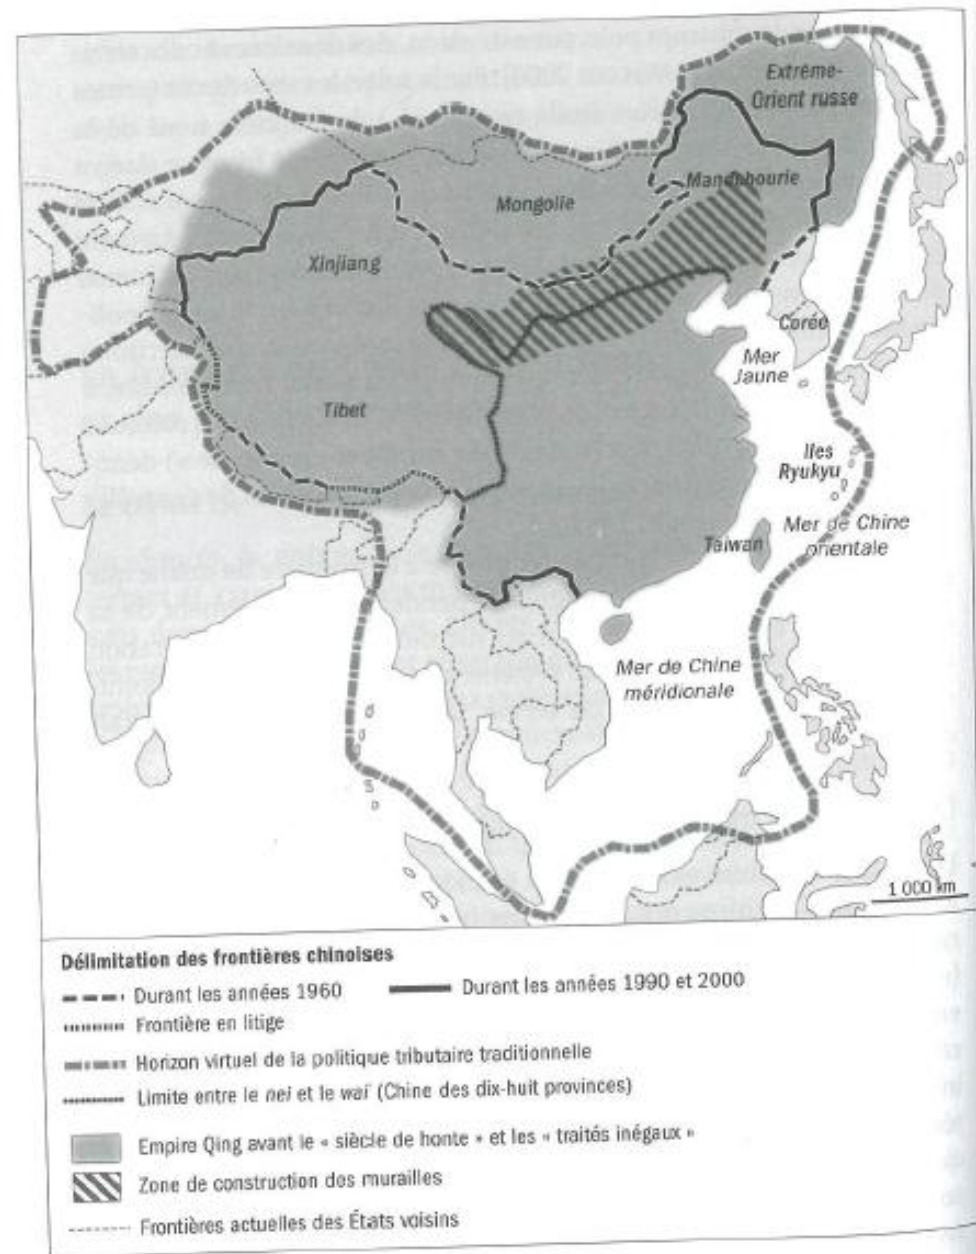 Extrême-
Orient russe
Mandchourie
Mongolie
Xinjiang
Corée
Mer
Jaune
Tibet
Iles
Ryukyu
Mer de Chine
orientale
Taiwan
Mer de Chine
méridionale
1 000 km
Délimitation des frontières chinoises
Durant les années 1960
Durant les années 1990 et 2000
Frontière en litige
Horizon virtuel de la politique tributaire traditionnelle
Limite entre le nei et le wai (Chine des dix-huit provinces)
Empire Qing avant le « siècle de honte » et les « traités inégaux »
Zone de construction des murailles
Frontières actuelles des États voisins